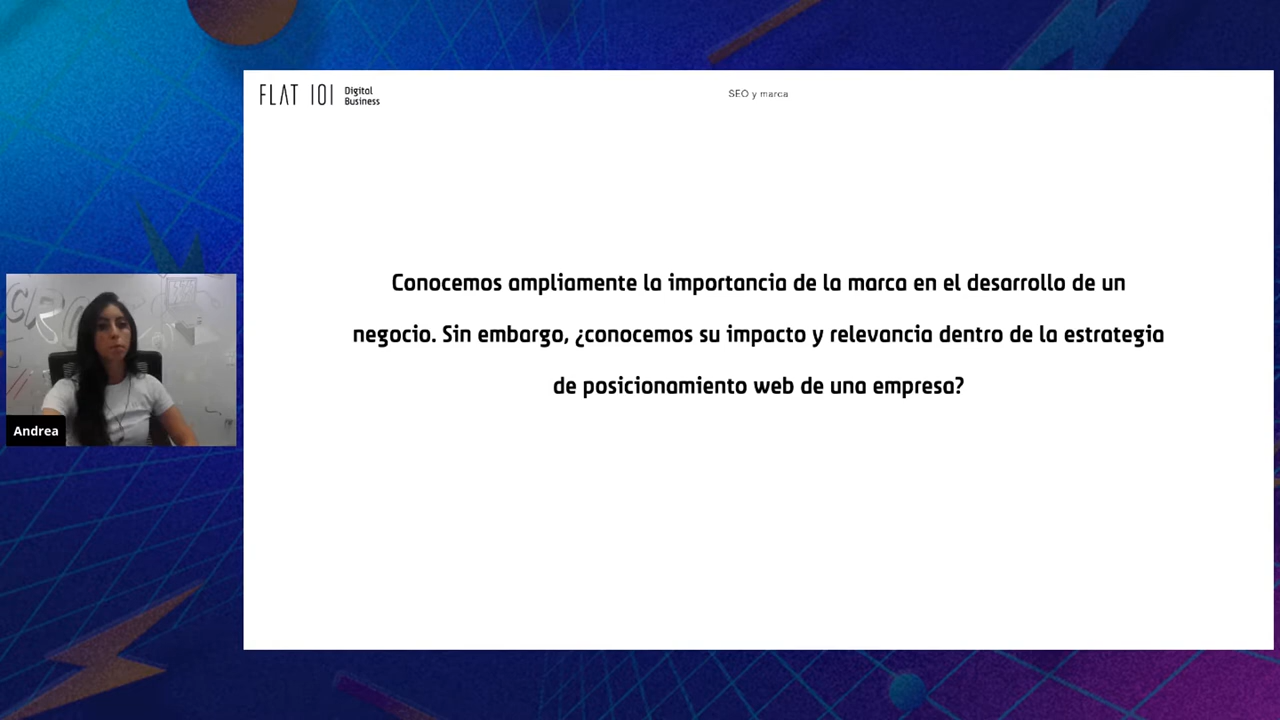 FLAT 101 Digital Business
SEO y marca
Conocemos ampliamente la importancia de la marca en el desarrollo de un
negocio. Sin embargo, ¿conocemos su impacto y relevancia dentro de la estrategia
de posicionamiento web de una empresa?
Andrea